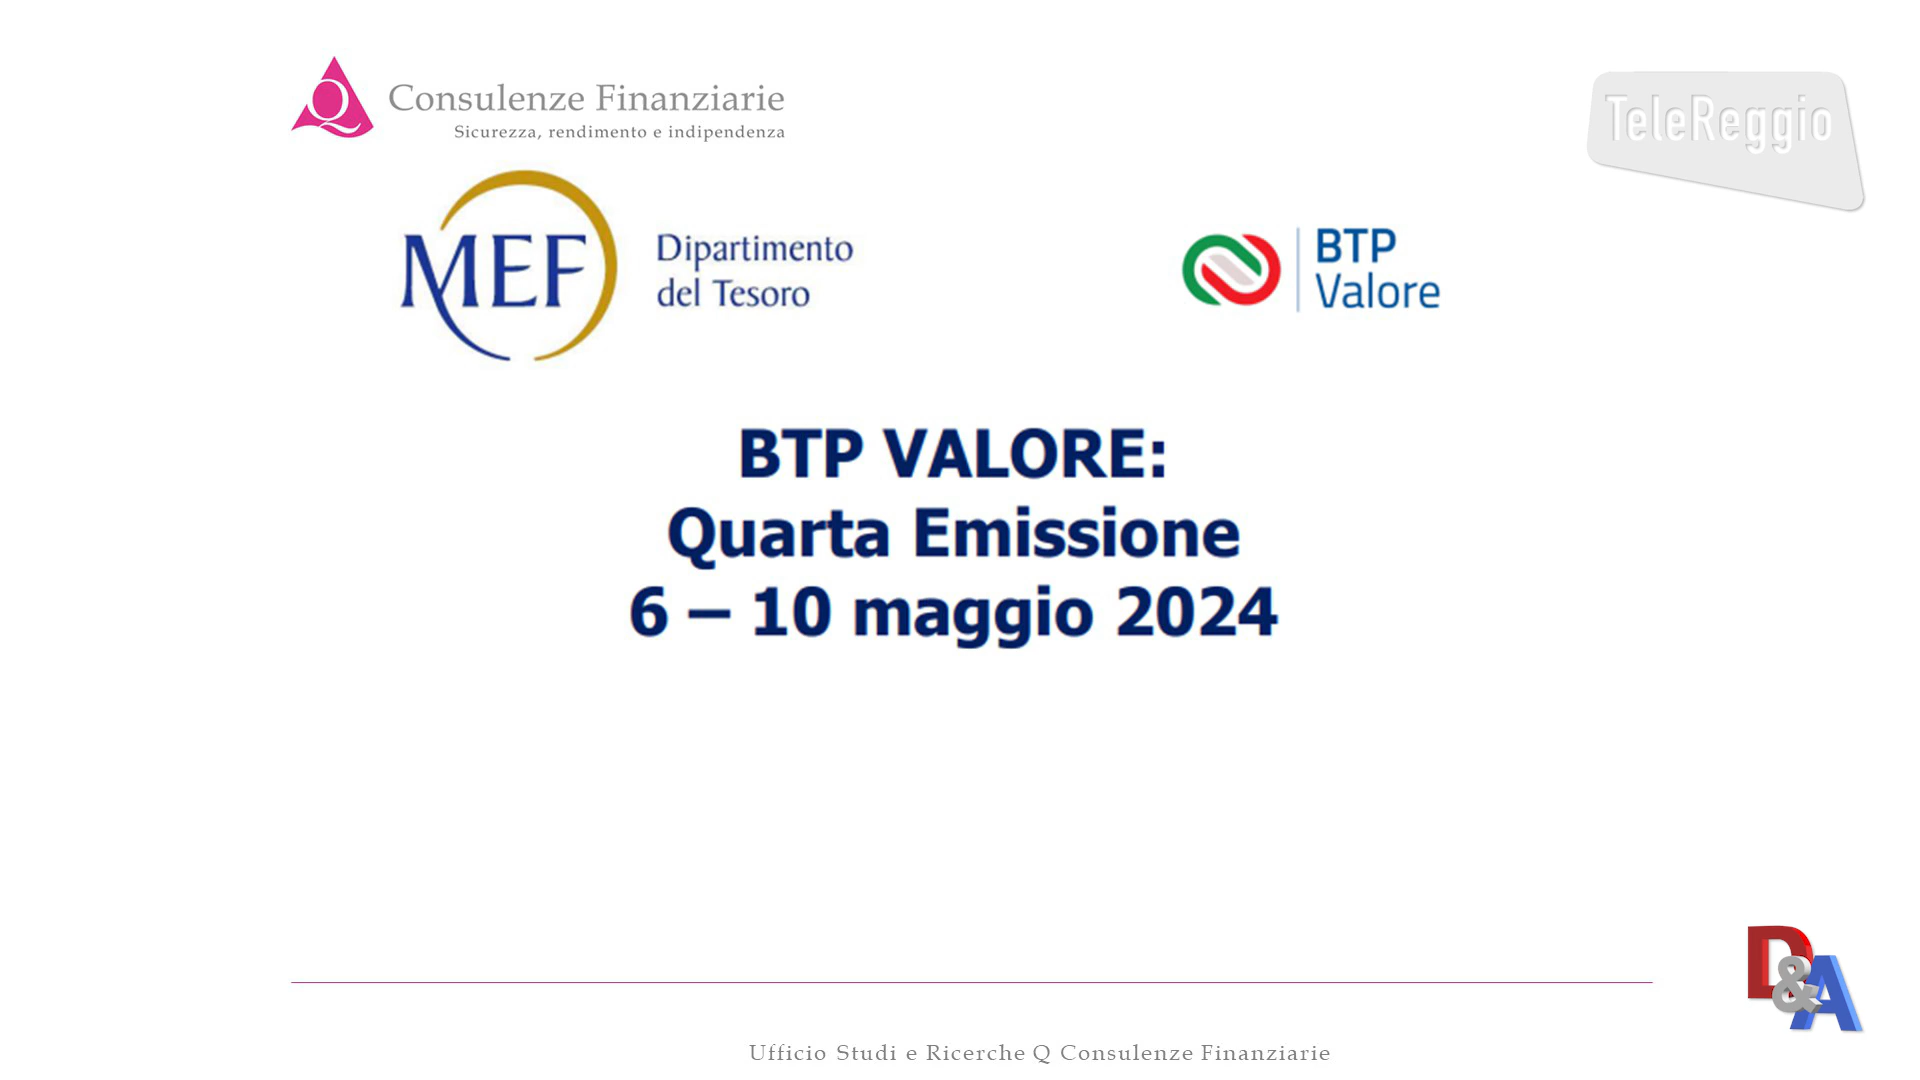 Q Consulenze Finanziarie
Sicurezza, rendimento e indipendenza
TeleReggio
MEF
Dipartimento
del Tesoro
BTP
Valore
BTP VALORE:
Quarta Emissione
6 – 10 maggio 2024
D&A
Ufficio Studi e Ricerche Q Consulenze Finanziarie